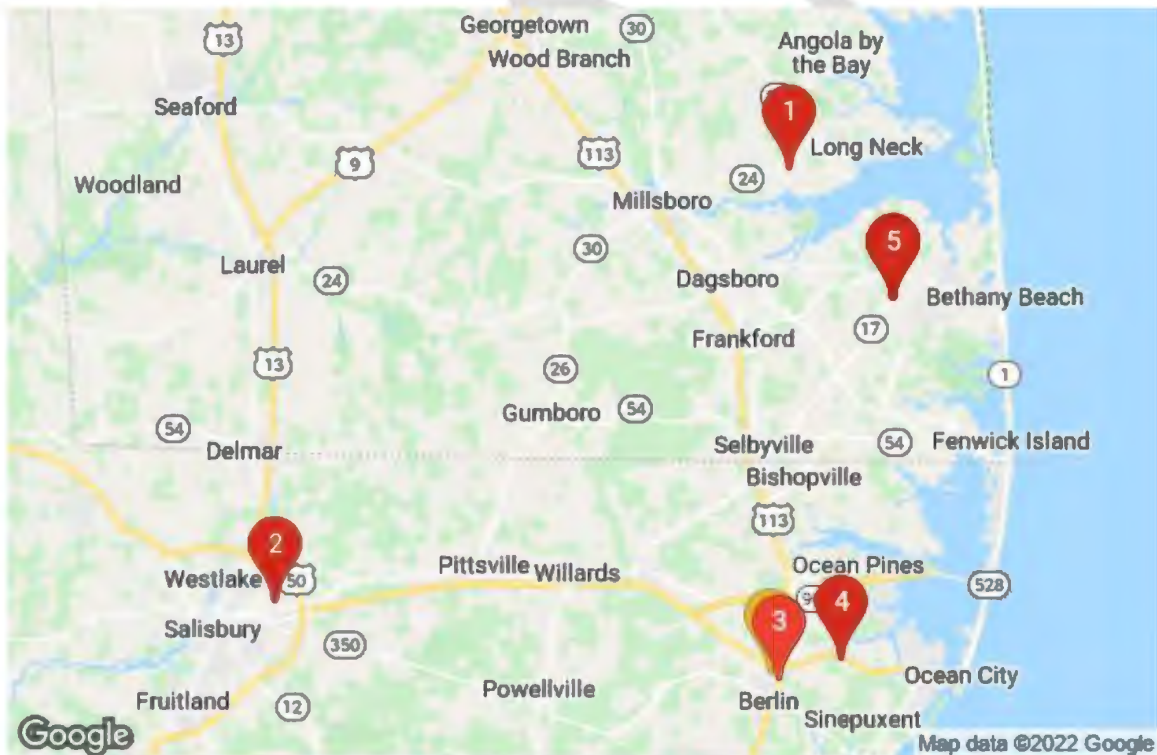 Georgetown
30
13
Wood Branch
Angola by
the Bay
Seaford
1
113
9
Long Neck
24
Woodland
Millsboro
5
30
Laurel
24
Dagsboro
Bethany Beach
17
Frankford
13
26
1
Gumboro
54
54
Delmar
Selbyville
54
Fenwick Island
Bishopville
113
2
Westlake
50
Pittsville
Willards
Ocean Pines
528
9
4
3
Salisbury
350
Ocean City
Powellville
Berlin
Fruitland
12
Sinepuxent
Google
Map data ©2022 Google